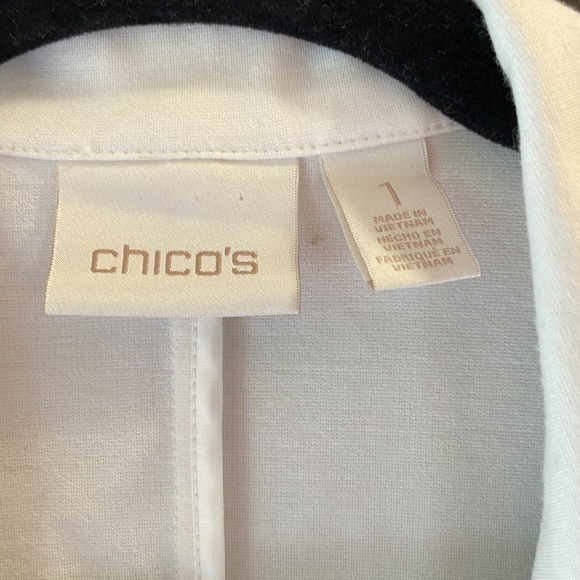 chico's
1
MADE IN
VIETNAM
HECHO EN
VIETNAM
FABRIQUÉ EN
VIETNAM